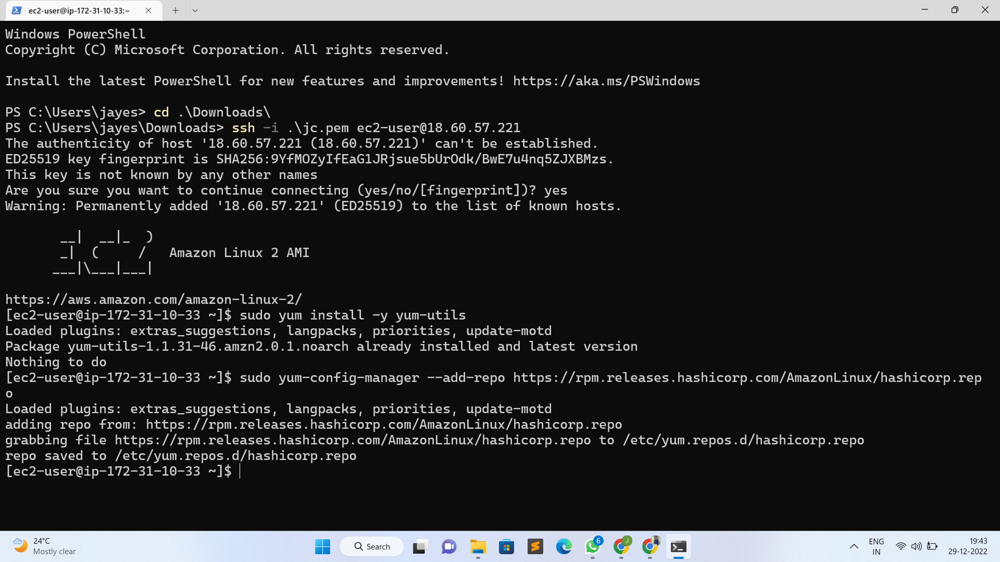 ec2-user@ip-172-31-10-33:~
Windows PowerShell
Copyright (C) Microsoft Corporation. All rights reserved.
Install the latest PowerShell for new features and improvements! https://aka.ms/PSWindows
PS C:\Users\jayes> cd .\Downloads\
PS C:\Users\jayes\Downloads> ssh -i .\jc.pem ec2-user@18.60.57.221
The authenticity of host '18.60.57.221 (18.60.57.221)' can't be established.
ED25519 key fingerprint is SHA256:9YfMOZyIfEaG1JRjsue5bUrOdk/BwE7u4nq5ZJXBMzs.
This key is not known by any other names
Are you sure you want to continue connecting (yes/no/[fingerprint])? yes
Warning: Permanently added '18.60.57.221' (ED25519) to the list of known hosts.
       __|  __|_  )
       _|  (     /   Amazon Linux 2 AMI
      ___|\___|___|
https://aws.amazon.com/amazon-linux-2/
[ec2-user@ip-172-31-10-33 ~]$ sudo yum install -y yum-utils
Loaded plugins: extras_suggestions, langpacks, priorities, update-motd
Package yum-utils-1.1.31-46.amzn2.0.1.noarch already installed and latest version
Nothing to do
[ec2-user@ip-172-31-10-33 ~]$ sudo yum-config-manager --add-repo https://rpm.releases.hashicorp.com/AmazonLinux/hashicorp.rep
o
Loaded plugins: extras_suggestions, langpacks, priorities, update-motd
adding repo from: https://rpm.releases.hashicorp.com/AmazonLinux/hashicorp.repo
grabbing file https://rpm.releases.hashicorp.com/AmazonLinux/hashicorp.repo to /etc/yum.repos.d/hashicorp.repo
repo saved to /etc/yum.repos.d/hashicorp.repo
[ec2-user@ip-172-31-10-33 ~]$
24°C
Mostly clear
Search
6
J
ENG
IN
19:43
29-12-2022